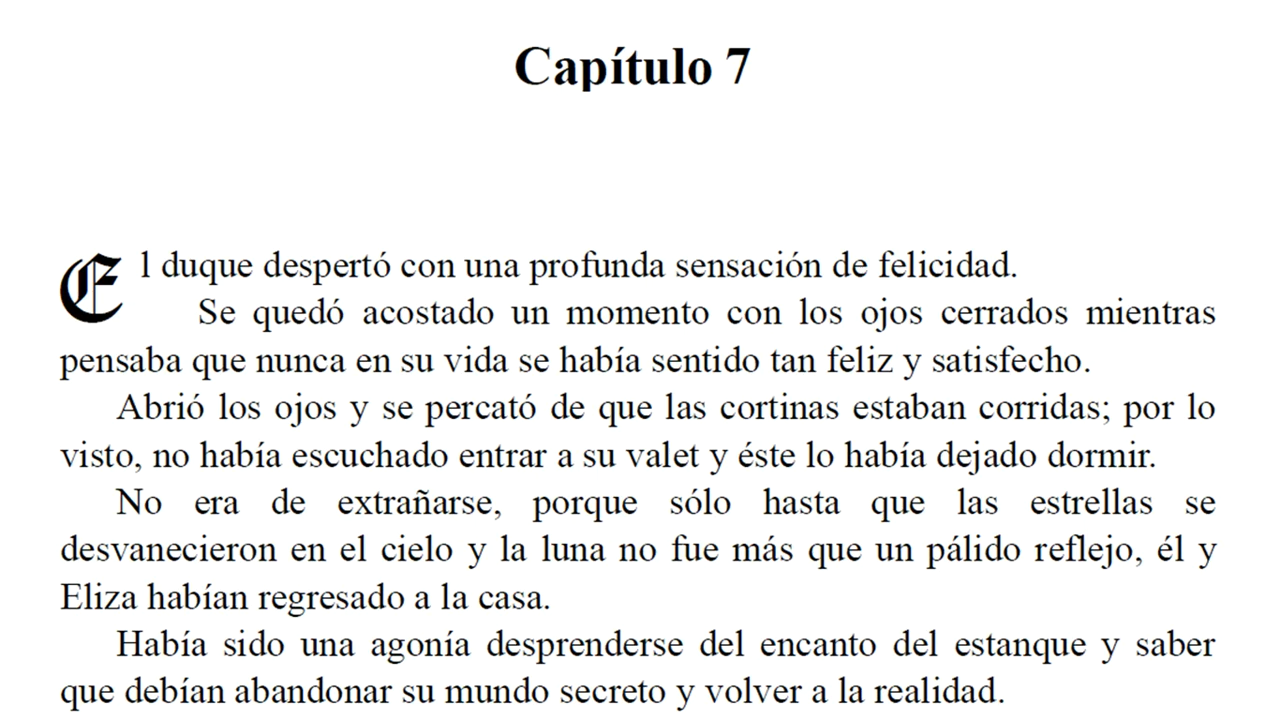 Capítulo 7
El duque despertó con una profunda sensación de felicidad.
Se quedó acostado un momento con los ojos cerrados mientras
pensaba que nunca en su vida se había sentido tan feliz y satisfecho.
Abrió los ojos y se percató de que las cortinas estaban corridas; por lo
visto, no había escuchado entrar a su valet y éste lo había dejado dormir.
No era de extrañarse, porque sólo hasta que las estrellas se
desvanecieron en el cielo y la luna no fue más que un pálido reflejo, él y
Eliza habían regresado a la casa.
Había sido una agonía desprenderse del encanto del estanque y saber
que debían abandonar su mundo secreto y volver a la realidad.